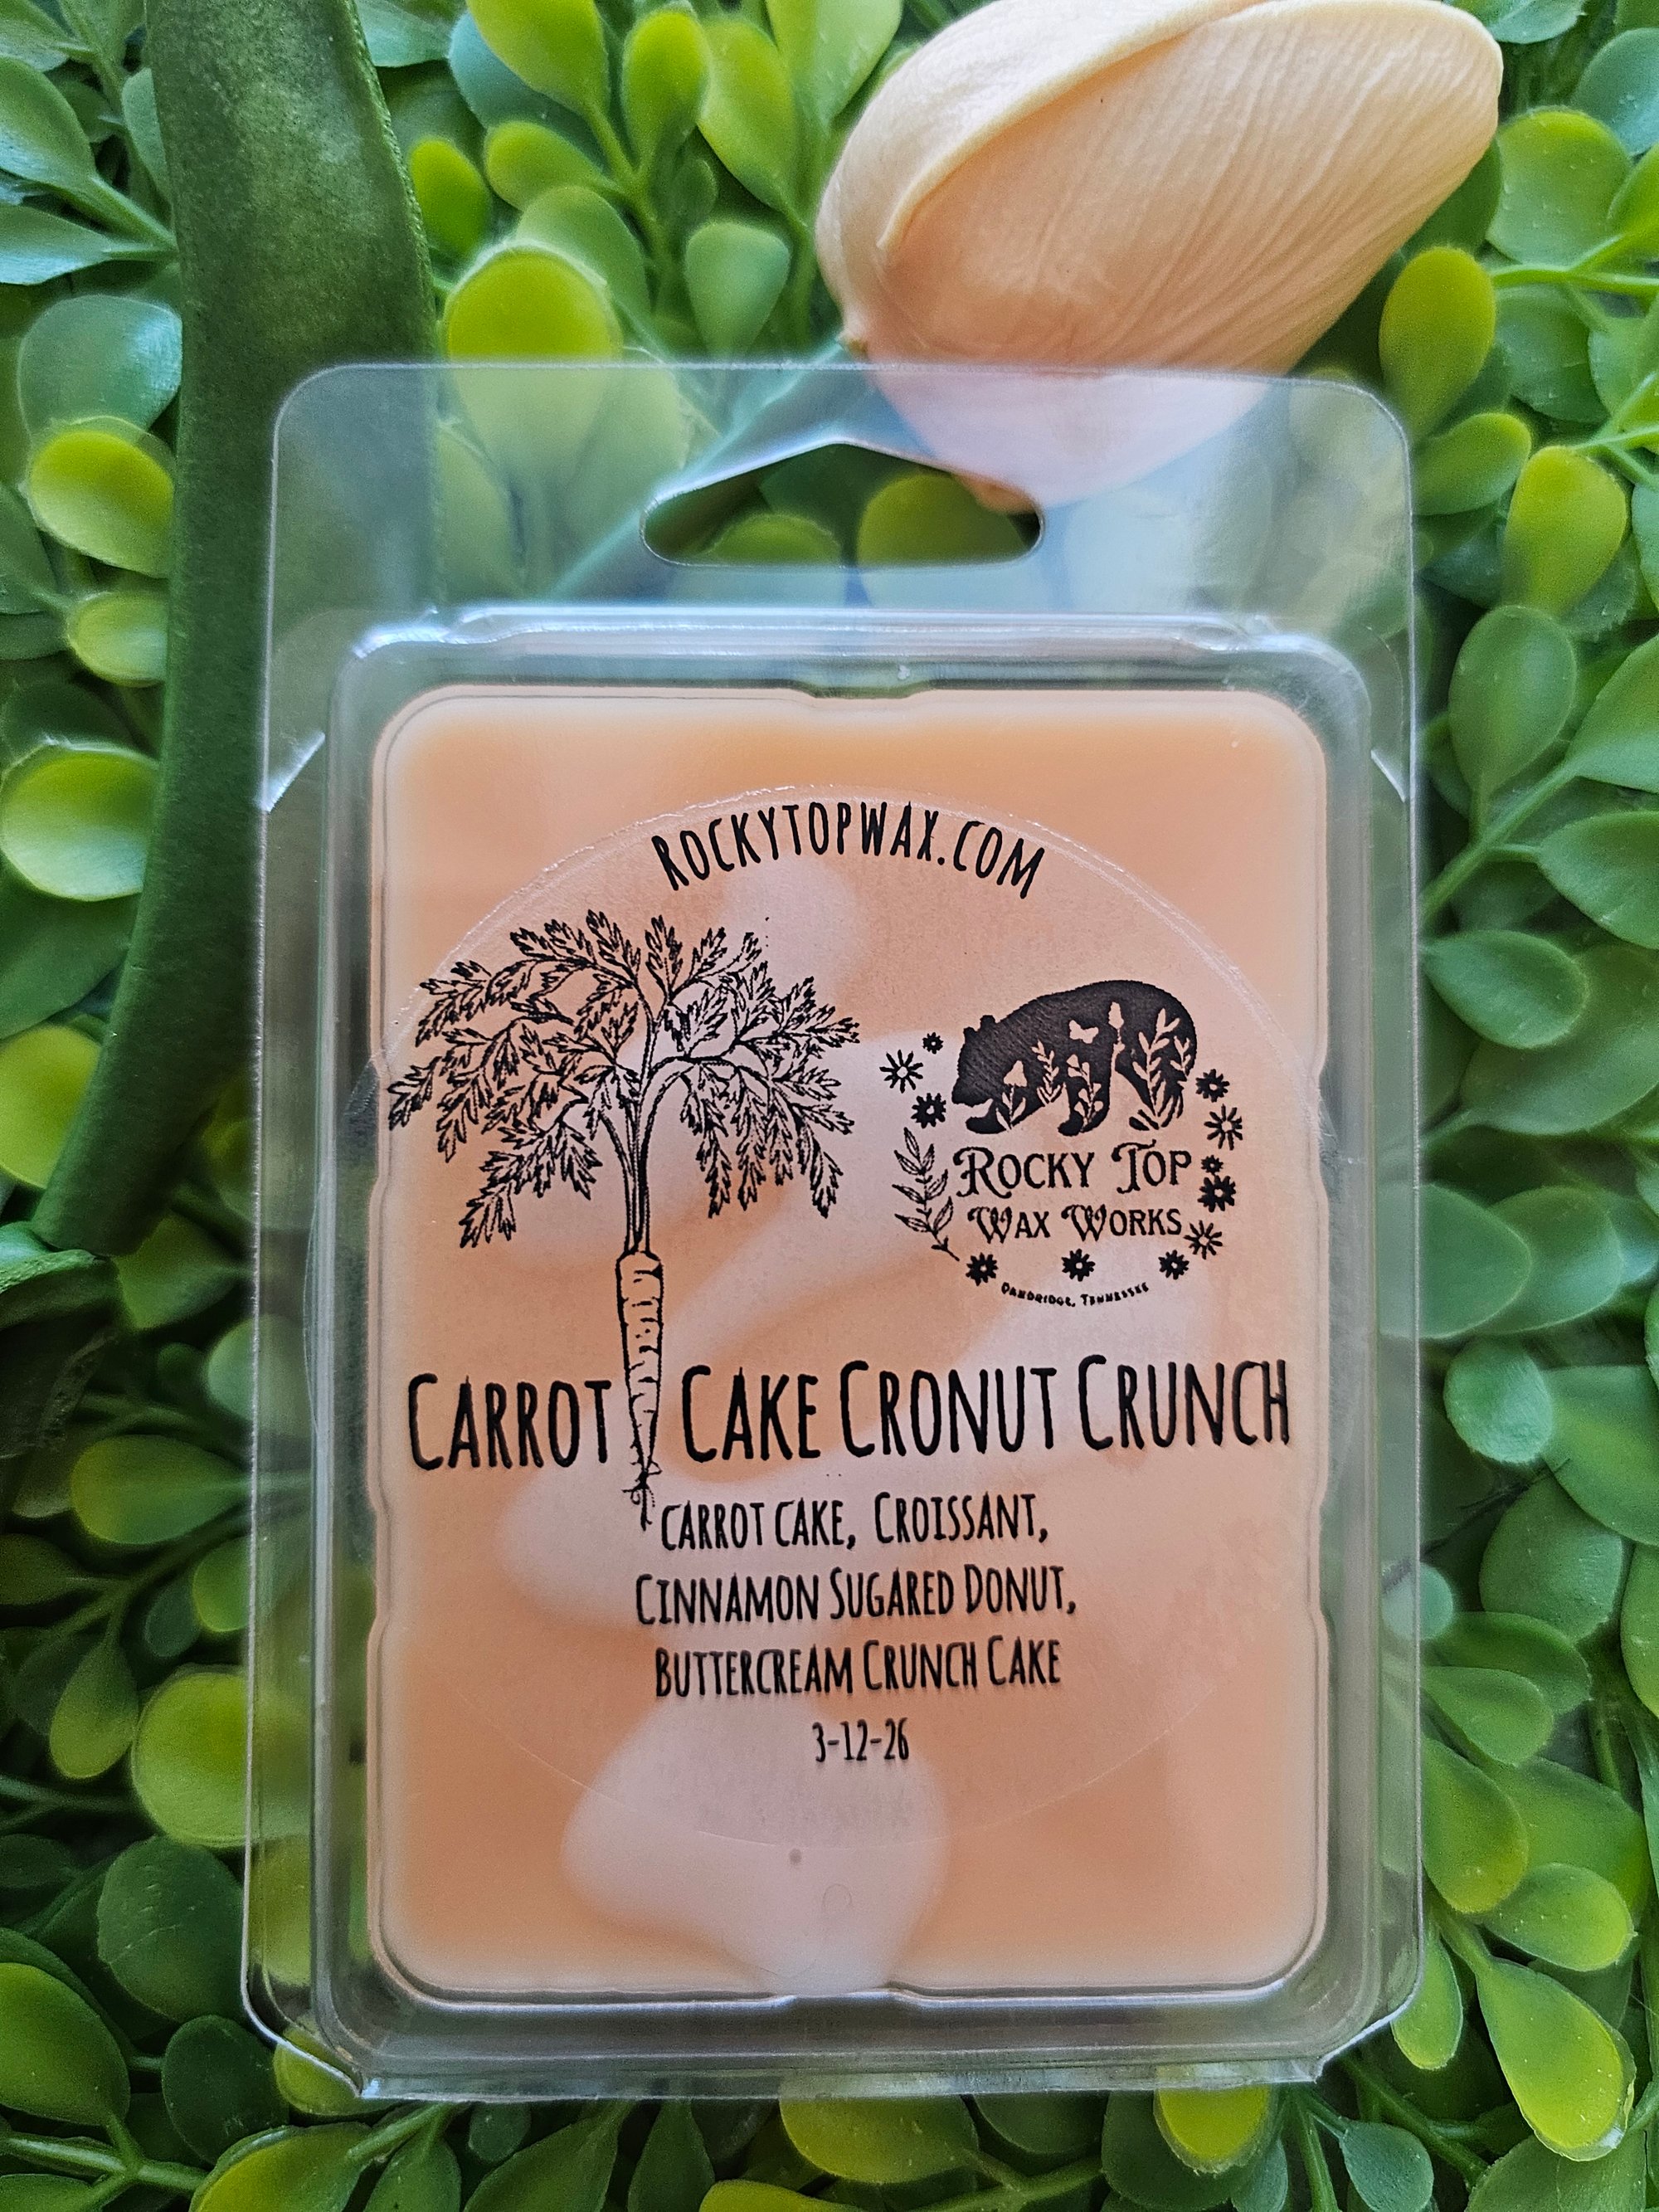 ROCKYTOPWAX.COM
ROCKY TOP
WAX WORKS
DANDRIDGE, TENNESSEE
CARROT CAKE CRONUT CRUNCH
CARROT CAKE, CROISSANT,
CINNAMON SUGARED DONUT,
BUTTERCREAM CRUNCH CAKE
3-12-26